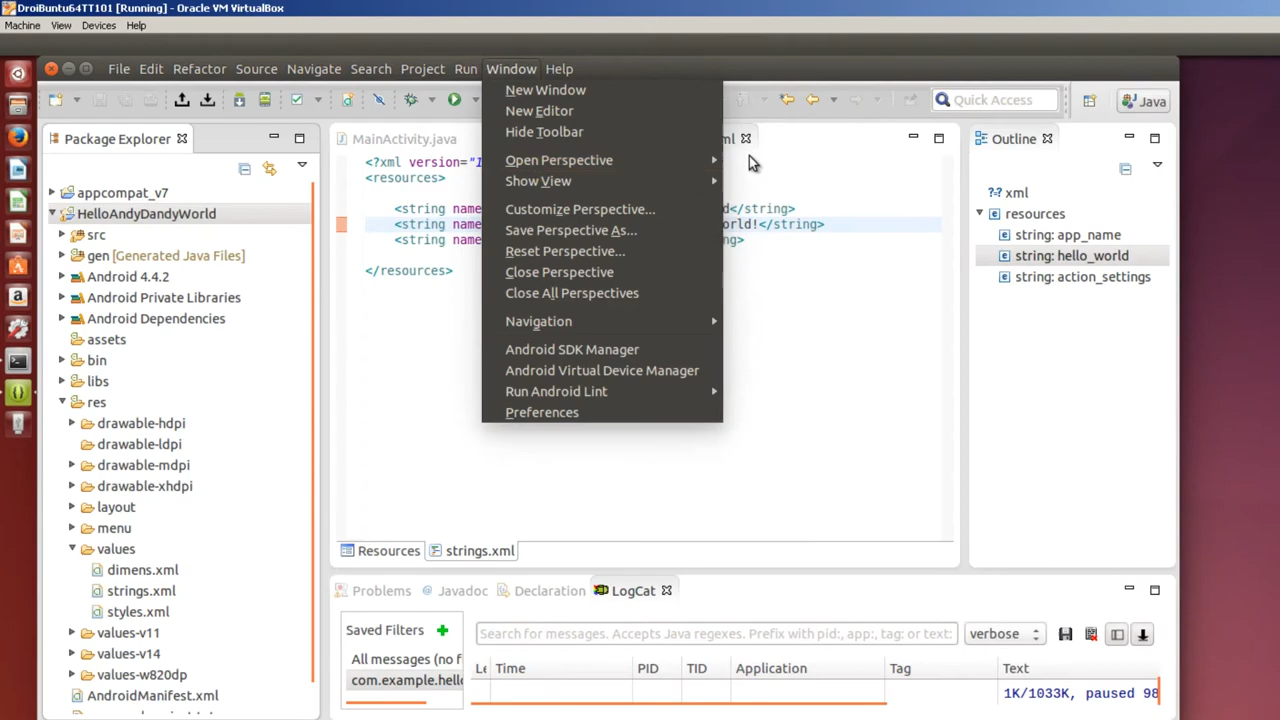 DroiBuntu64TT101 [Running] - Oracle VM VirtualBox
Machine View Devices Help
File Edit Refactor Source Navigate Search Project Run Window Help
Quick Access Java
Package Explorer
appcompat_v7
HelloAndyDandyWorld
src
gen [Generated Java Files]
Android 4.4.2
Android Private Libraries
Android Dependencies
assets
bin
libs
res
drawable-hdpi
drawable-ldpi
drawable-mdpi
drawable-xhdpi
layout
menu
values
dimens.xml
strings.xml
styles.xml
values-v11
values-v14
values-w820dp
AndroidManifest.xml
MainActivity.java
<?xml version="1
<resources>
<string name </string>
<string name orld!</string>
<string name
</resources>
New Window
New Editor
Hide Toolbar
Open Perspective
Show View
Customize Perspective...
Save Perspective As...
Reset Perspective...
Close Perspective
Close All Perspectives
Navigation
Android SDK Manager
Android Virtual Device Manager
Run Android Lint
Preferences
Resources strings.xml
Outline
xml
resources
string: app_name
string: hello_world
string: action_settings
Problems @ Javadoc Declaration LogCat
Saved Filters
All messages (no f
com.example.hello
Search for messages. Accepts Java regexes. Prefix with pid:, app:, tag: or text:
verbose
Time PID TID Application Tag Text
1K/1033K, paused 98